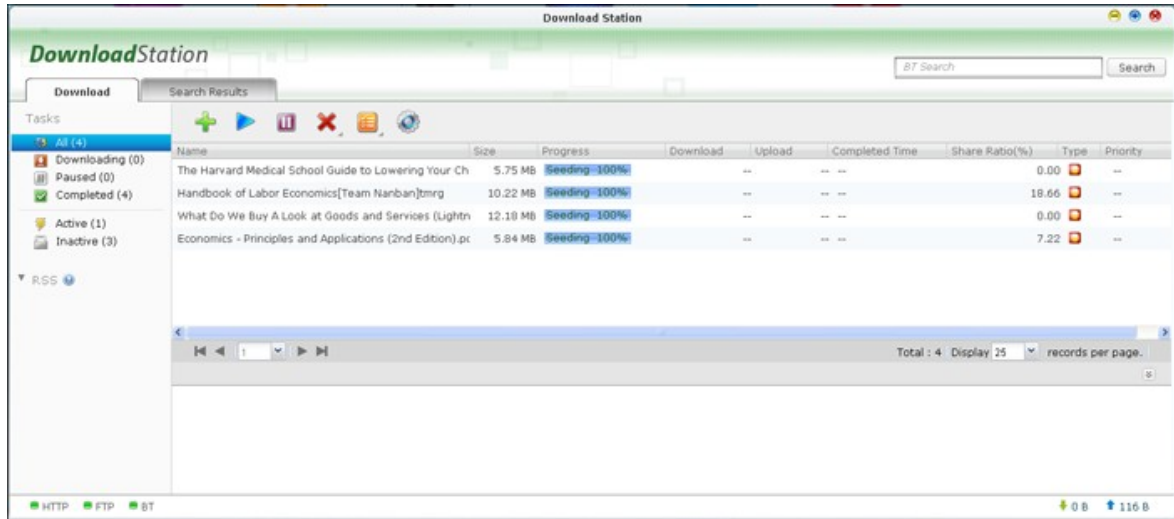 Download Station
DownloadStation
BT Search Search
Download Search Results
Tasks
All (4)
Downloading (0)
Paused (0)
Completed (4)
Active (1)
Inactive (3)
RSS
Name Size Progress Download Upload Completed Time Share Ratio(%) Type Priority
The Harvard Medical School Guide to Lowering Your Ch 5.75 MB Seeding 100% -- -- -- 0.00 --
Handbook of Labor Economics[Team Nanban]tmrg 10.22 MB Seeding 100% -- -- -- 18.66 --
What Do We Buy A Look at Goods and Services (Lightn 12.18 MB Seeding 100% -- -- -- 0.00 --
Economics - Principles and Applications (2nd Edition).pc 5.84 MB Seeding 100% -- -- -- 7.22 --
1 Total : 4 Display 25 records per page.
HTTP FTP BT 0 B 116 B